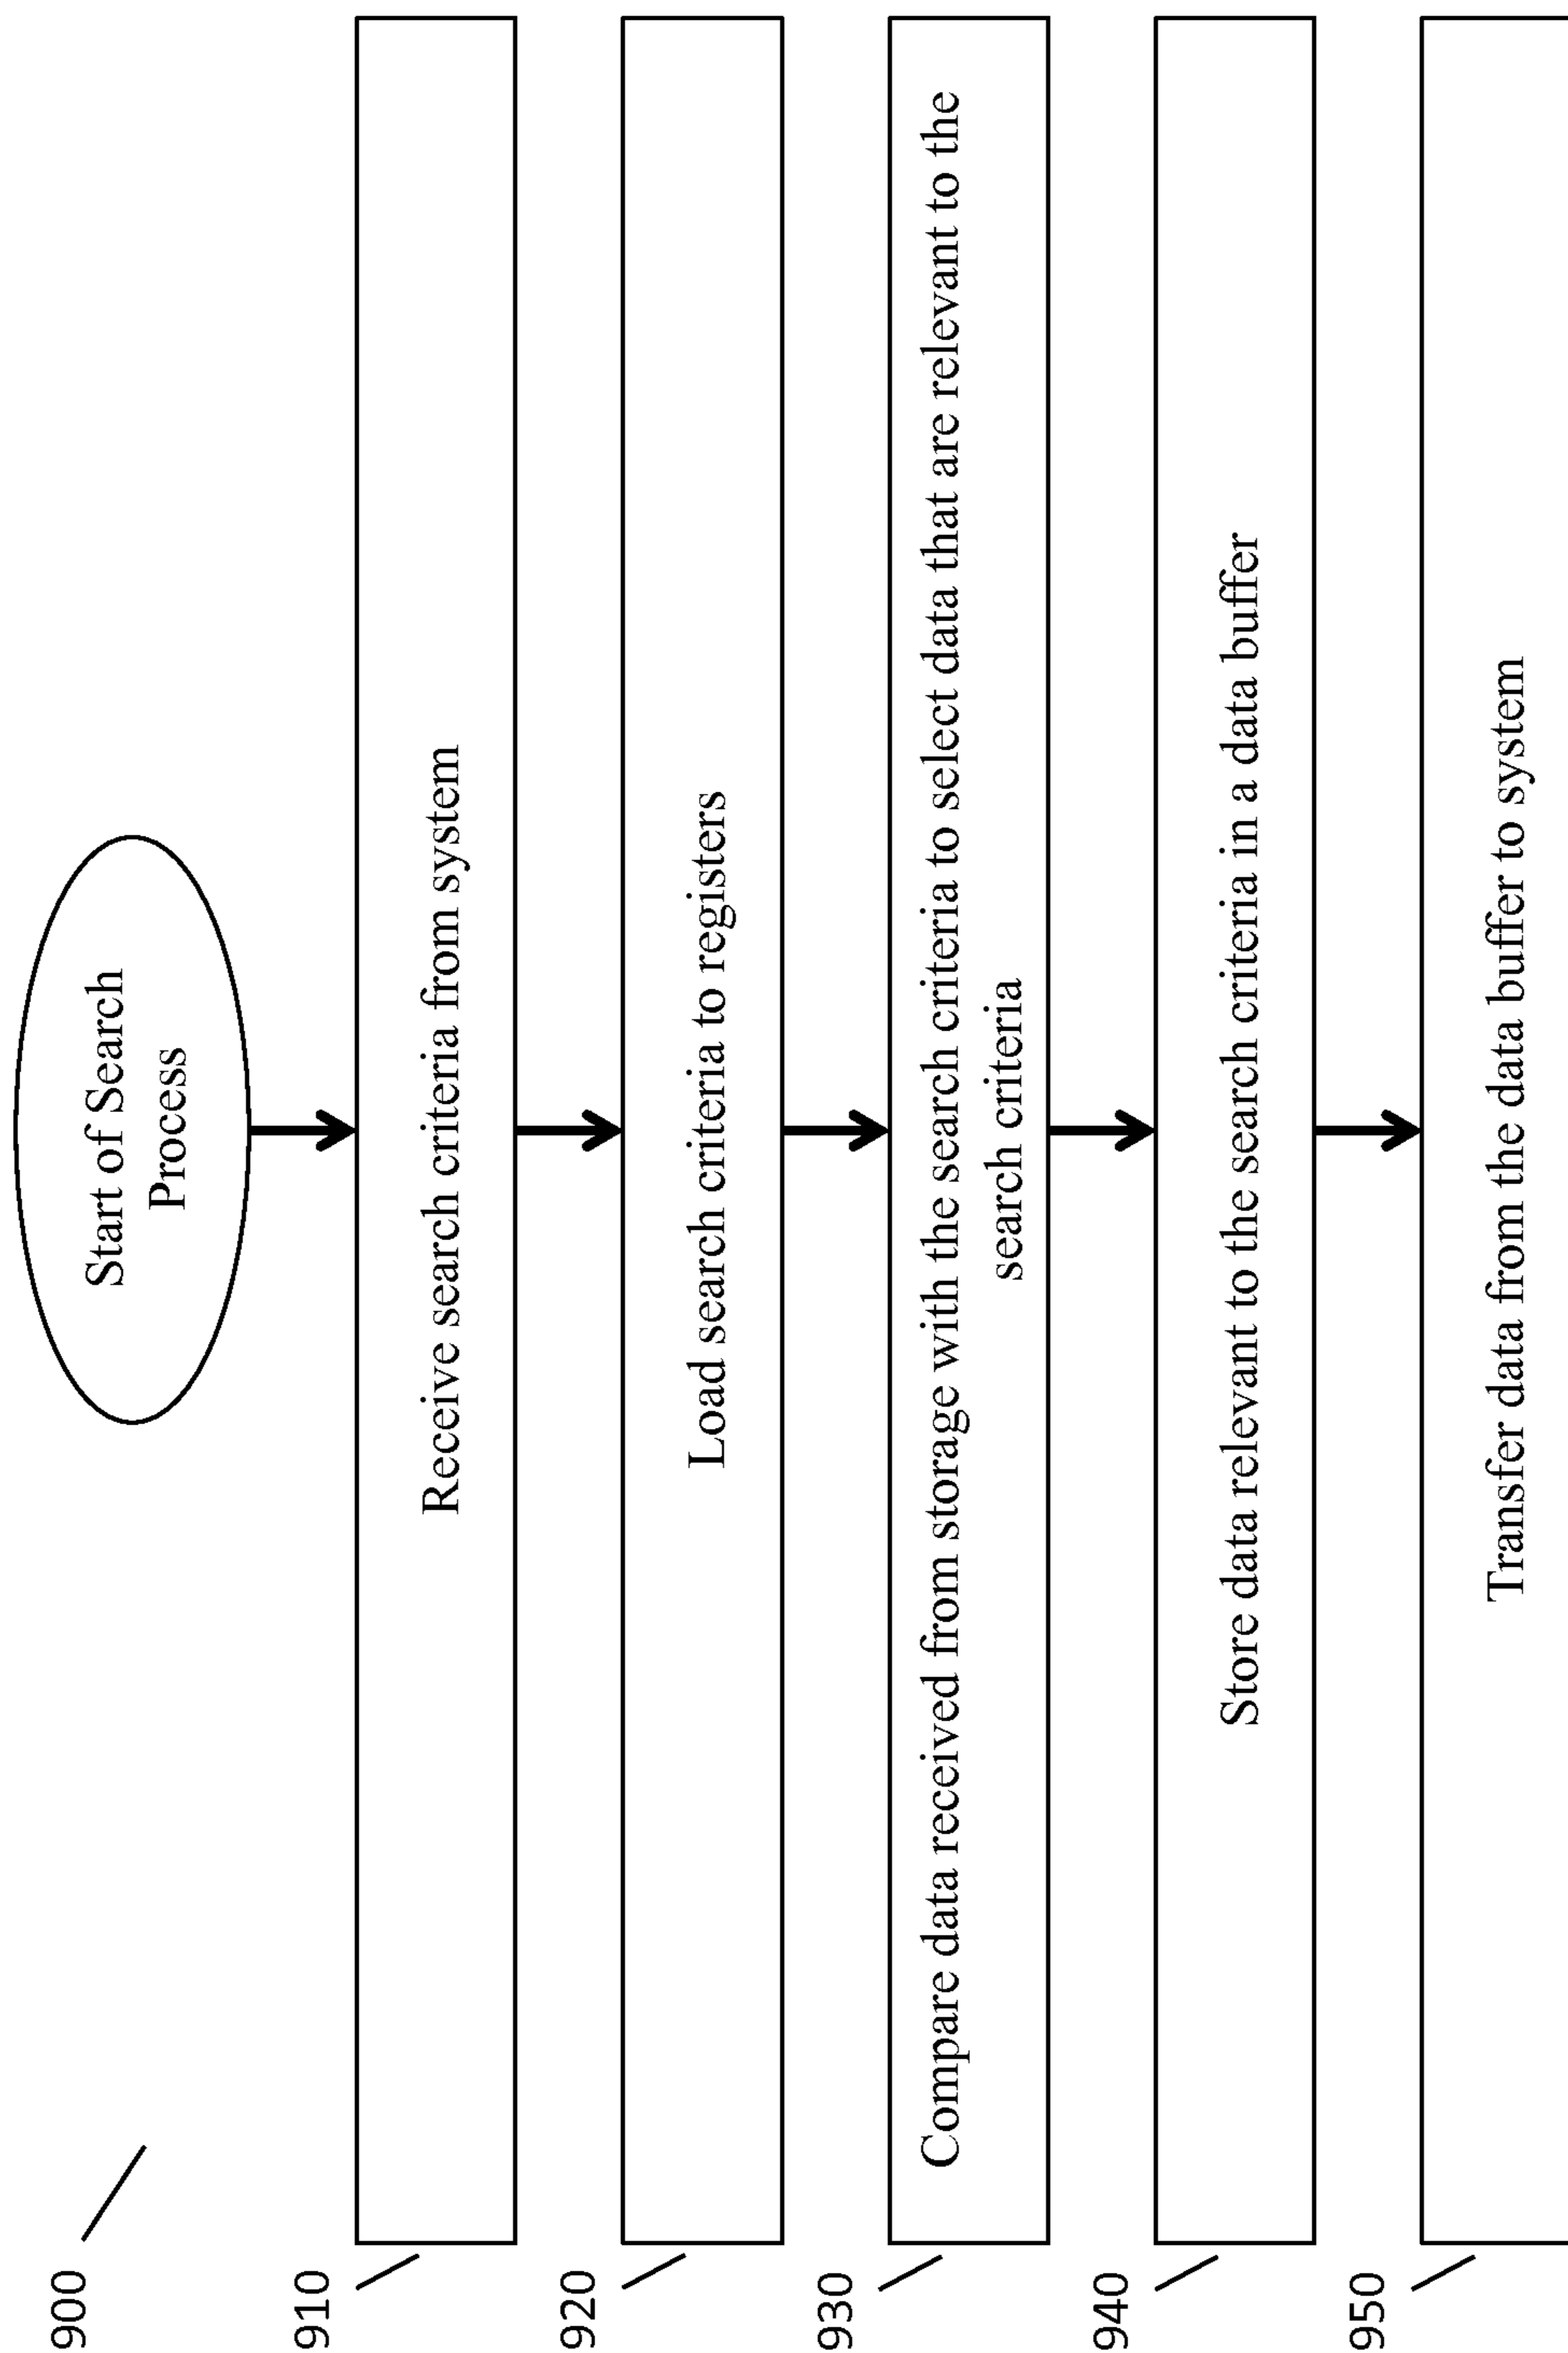 900
Start of Search
Process
910
Receive search criteria from system
920
Load search criteria to registers
930
Compare data received from storage with the search criteria to select data that are relevant to the
search criteria
940
Store data relevant to the search criteria in a data buffer
950
Transfer data from the data buffer to system